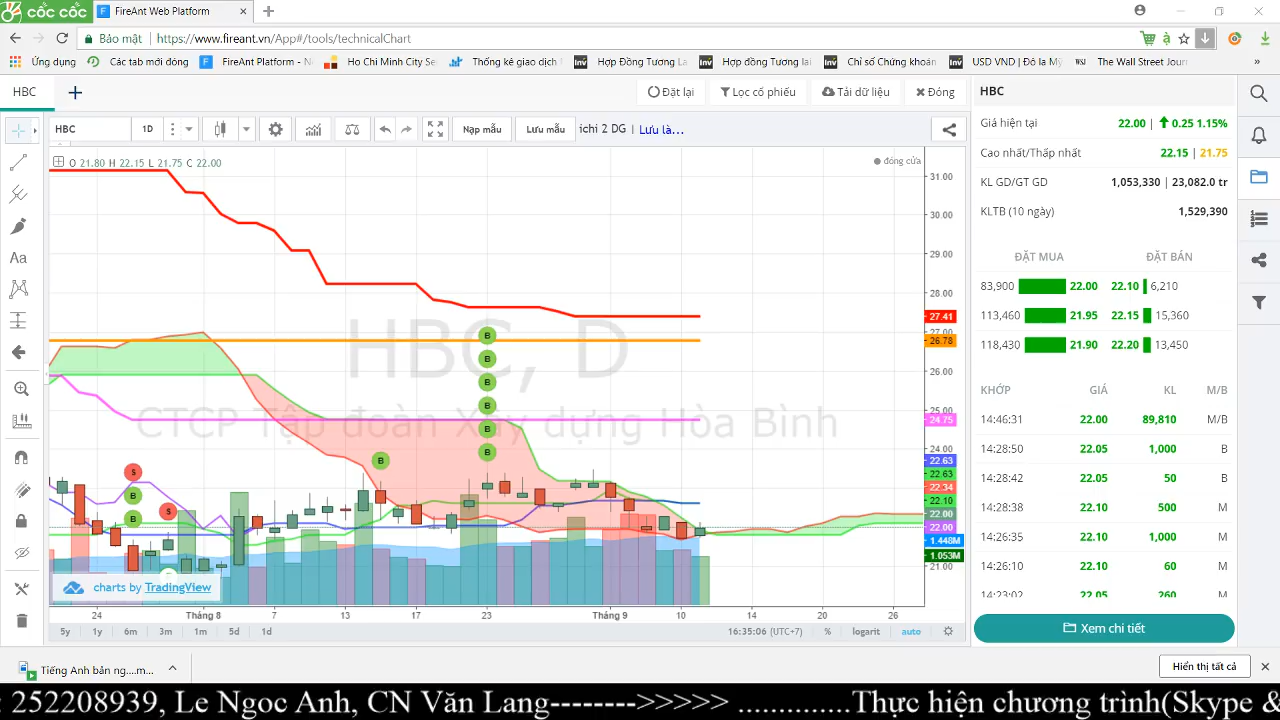 cốc cốc
FireAnt Web Platform
Bảo mật
https://www.fireant.vn/App#/tools/technicalChart
Ứng dụng
Các tab mới đóng
FireAnt Platform - N
Ho Chi Minh City Se
Thống kê giao dịch
Hợp Đồng Tương La
Hợp đồng Tương lai
Chỉ số Chứng khoán
USD VND | Đô la Mỹ
The Wall Street Jour
HBC
Đặt lại
Lọc cổ phiếu
Tải dữ liệu
Đóng
HBC
1D
Nạp mẫu
Lưu mẫu
ichi 2 DG | Lưu là...
O 21.80 H 22.15 L 21.75 C 22.00
đóng cửa
HBC, D
CTCP Tập đoàn Xây dựng Hòa Bình
31.00
30.00
29.00
28.00
27.41
27.00
26.78
26.00
25.00
24.75
24.00
22.63
22.63
22.34
22.10
22.00
22.00
1.448M
1.053M
21.00
B
B
B
B
B
B
B
S
B
B
S
charts by TradingView
24
Tháng 8
7
13
17
23
Tháng 9
10
14
20
26
5y 1y 6m 3m 1m 5d 1d
16:35:06 (UTC+7)
% logarit auto
HBC
Giá hiện tại 22.00 | 0.25 1.15%
Cao nhất/Thấp nhất 22.15 | 21.75
KL GD/GT GD 1,053,330 | 23,082.0 tr
KLTB (10 ngày) 1,529,390
ĐẶT MUA ĐẶT BÁN
83,900 22.00 22.10 6,210
113,460 21.95 22.15 15,360
118,430 21.90 22.20 13,450
KHỚP GIÁ KL M/B
14:46:31 22.00 89,810 M/B
14:28:50 22.05 1,000 B
14:28:42 22.05 50 B
14:28:38 22.10 500 M
14:26:35 22.10 1,000 M
14:26:10 22.10 60 M
14:23:02 22.05 260 M
Xem chi tiết
Tiếng Anh bản ng....m...
Hiển thị tất cả
: 252208939, Le Ngoc Anh, CN Văn Lang-------->>>>> ..............Thực hiện chương trình(Skype &